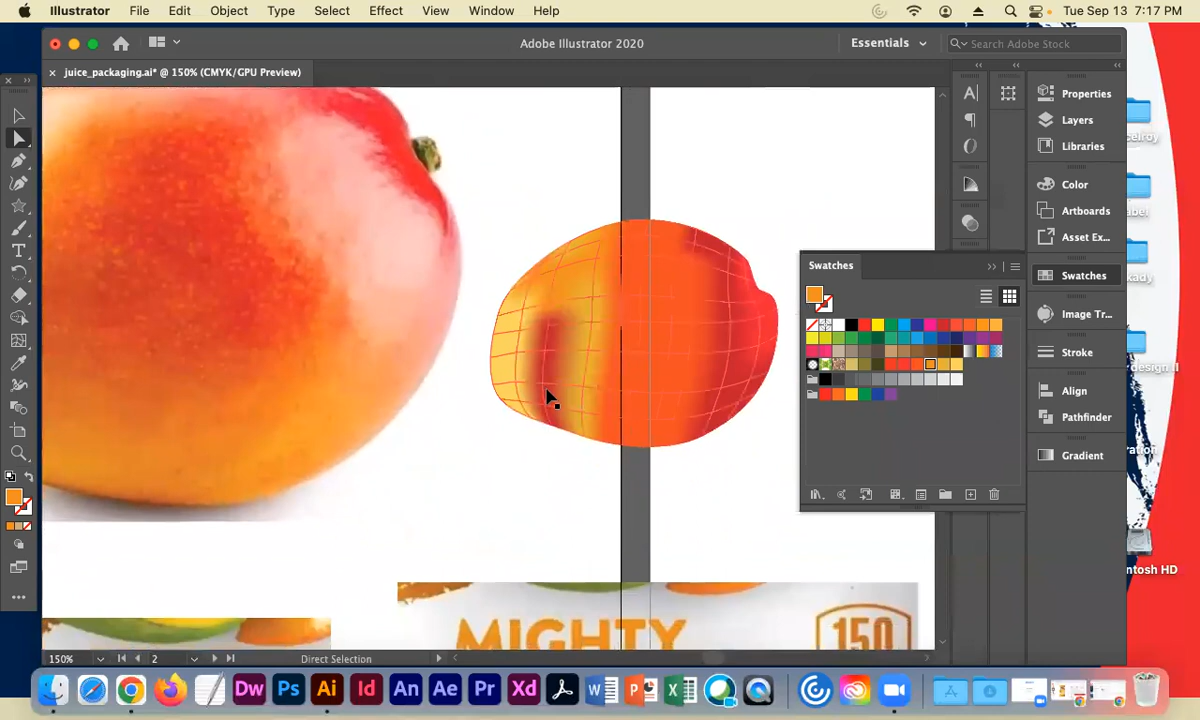 Illustrator File Edit Object Type Select Effect View Window Help Tue Sep 13 7:17 PM
Adobe Illustrator 2020
Essentials
Search Adobe Stock
juice_packaging.ai* @ 150% (CMYK/GPU Preview)
Properties
Layers
Libraries
Color
Artboards
Asset Ex...
Swatches
Swatches
Image Tr...
Stroke
Align
Pathfinder
Gradient
MIGHTY
150
150%
2
Direct Selection
ntosh HD
Dw Ps Ai Id An Ae Pr Xd W P X